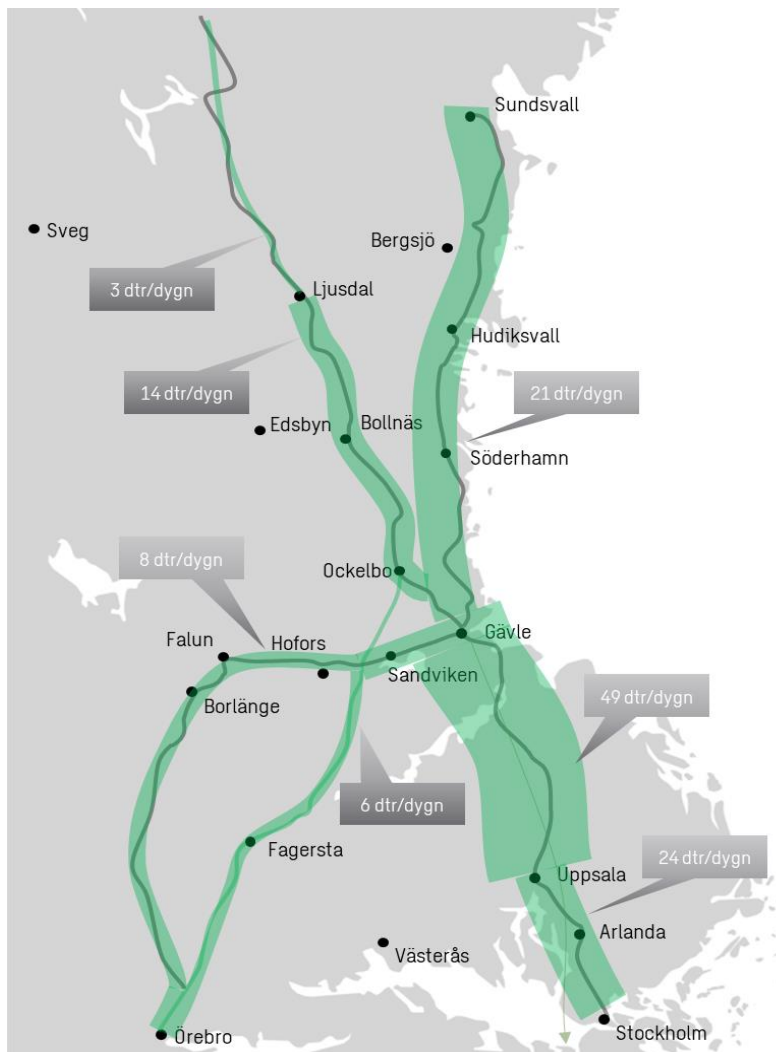 Sundsvall
Sveg
Bergsjö
3 dtr/dygn
Ljusdal
Hudiksvall
14 dtr/dygn
21 dtr/dygn
Edsbyn
Bollnäs
Söderhamn
8 dtr/dygn
Ockelbo
Falun
Hofors
Gävle
Sandviken
49 dtr/dygn
Borlänge
6 dtr/dygn
Fagersta
24 dtr/dygn
Uppsala
Arlanda
Västerås
Örebro
Stockholm